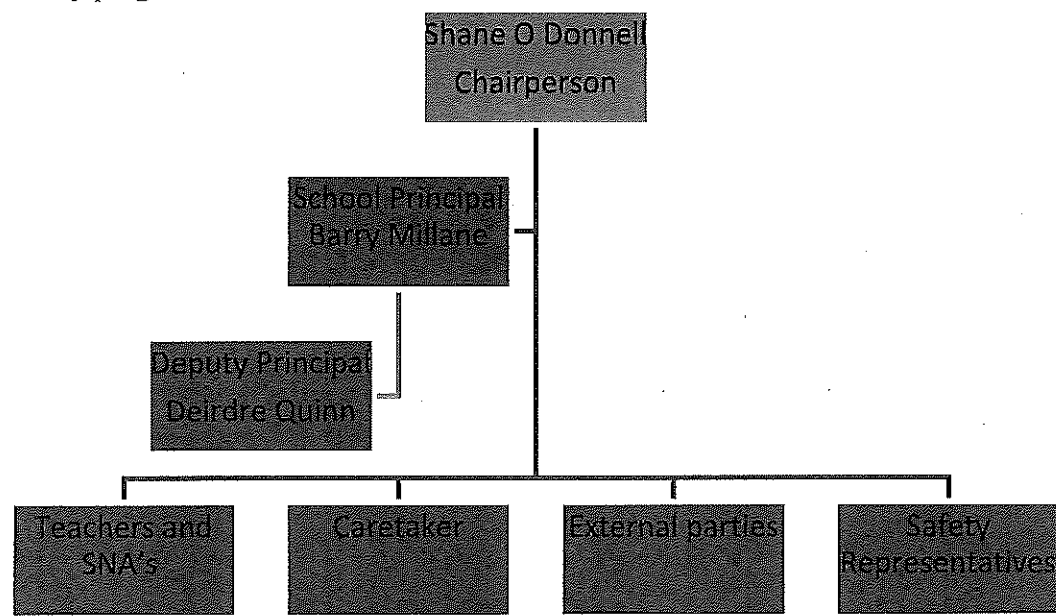 Shane O Donnell
Chairperson
School Principal
Barry Millane
Deputy Principal
Deirdre Quinn
Teachers and
SNA's
Caretaker
External parties
Safety
Representatives